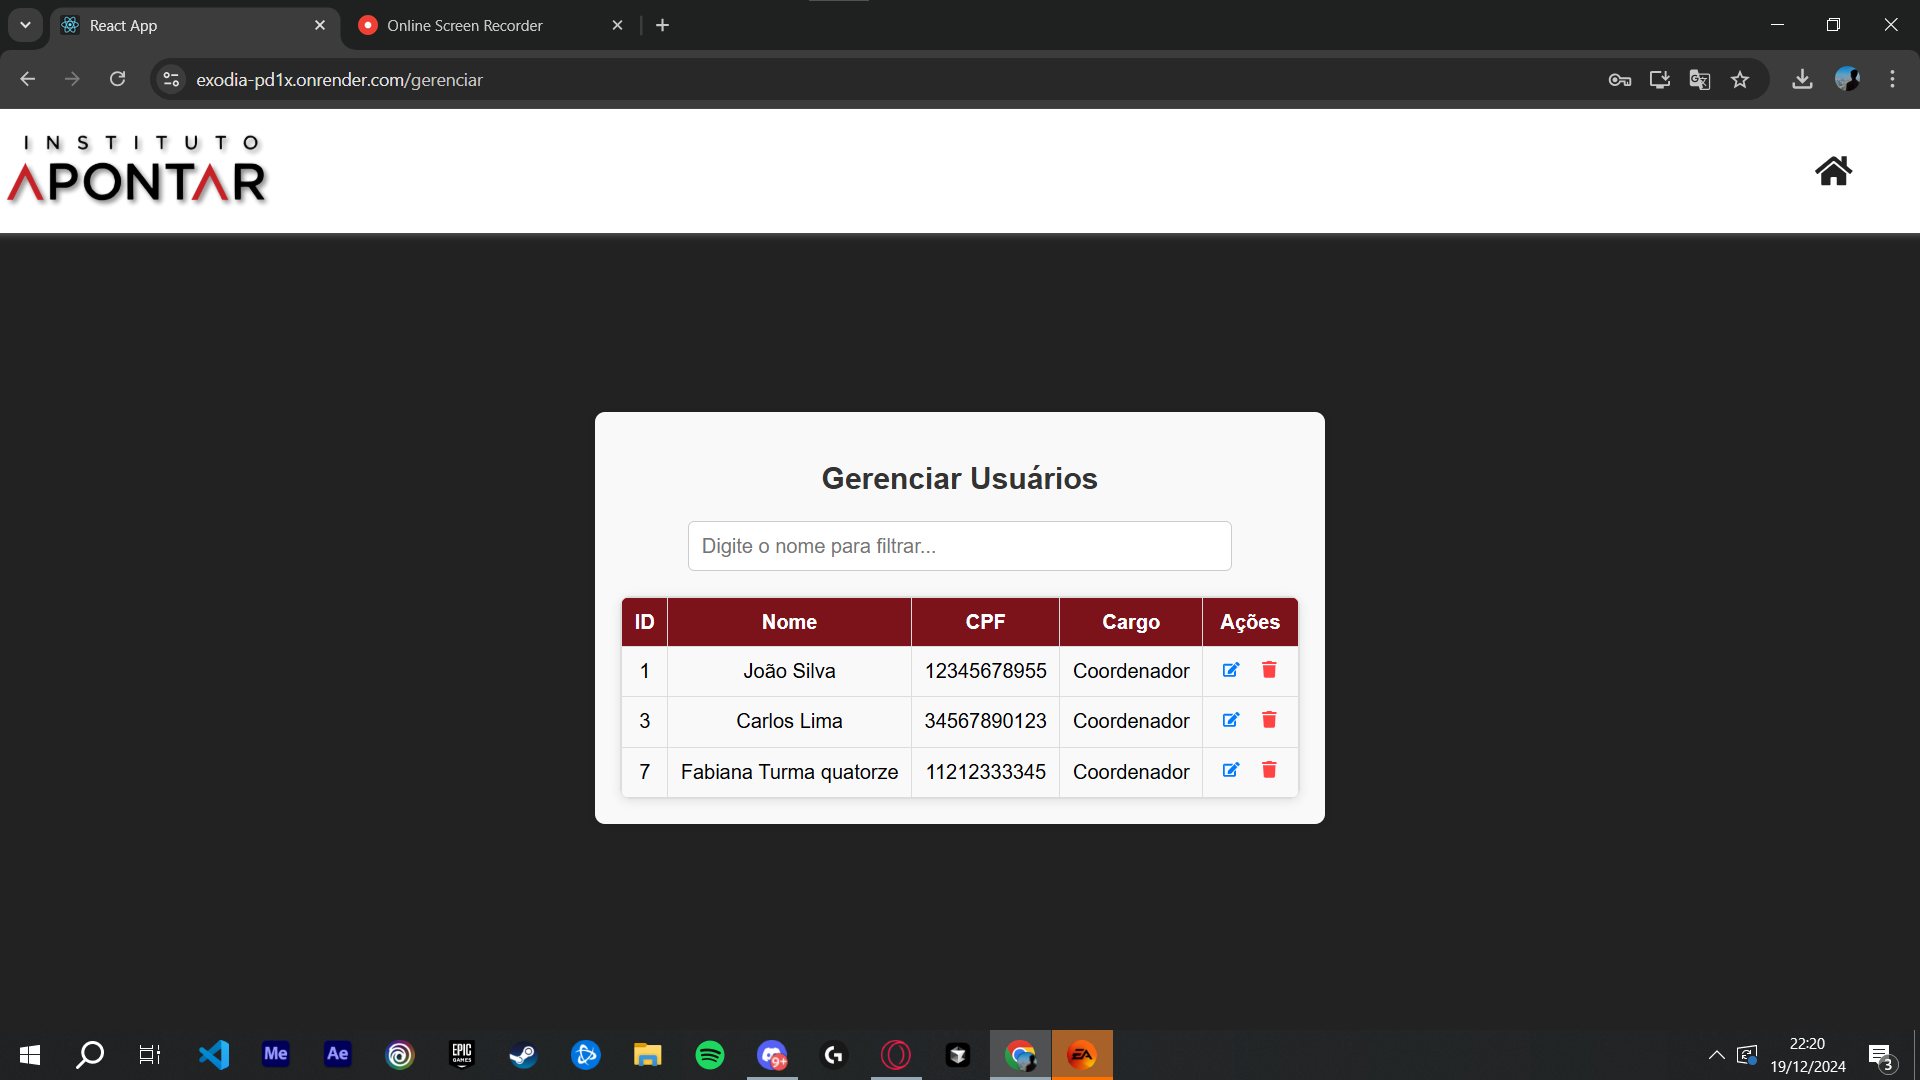 React App
Online Screen Recorder
exodia-pd1x.onrender.com/gerenciar
INSTITUTO
APONTAR
Gerenciar Usuários
Digite o nome para filtrar...
ID Nome CPF Cargo Ações
1 João Silva 12345678955 Coordenador
3 Carlos Lima 34567890123 Coordenador
7 Fabiana Turma quatorze 11212333345 Coordenador
Me Ae EPIC GAMES 9+ EA
22:20
19/12/2024
3